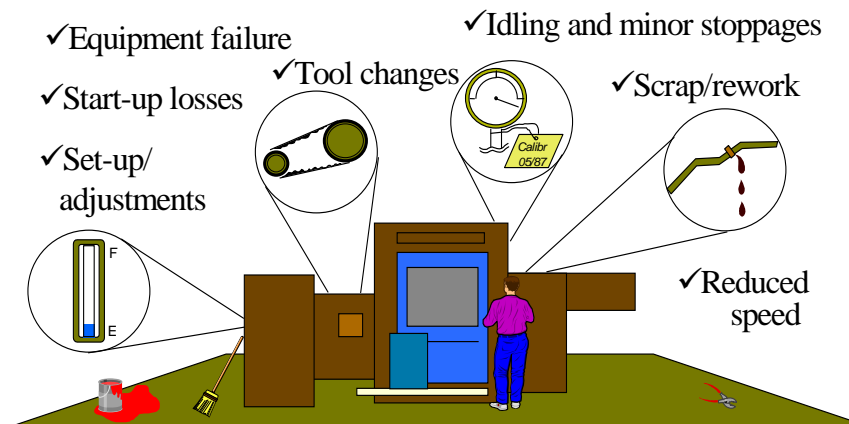 ✓Equipment failure
✓Idling and minor stoppages
✓Tool changes
✓Scrap/rework
✓Start-up losses
✓Set-up/
adjustments
Calibr
05/87
F
E
✓Reduced
speed